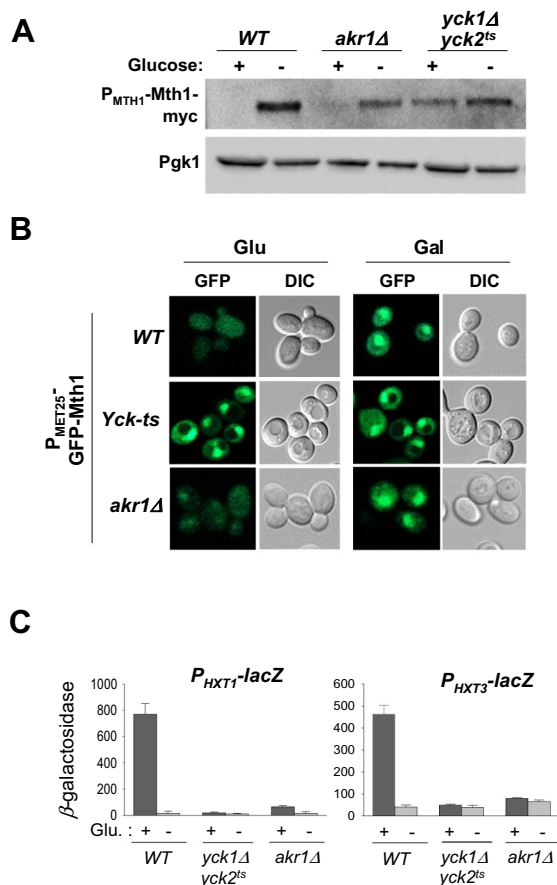 A
WT akr1Δ yck1Δ
yck2ts
Glucose: + - + - + -
PMTH1-Mth1-
myc
Pgk1
B
Glu Gal
GFP DIC GFP DIC
PMET25-
GFP-Mth1
WT
Yck-ts
akr1Δ
C
PHXT1-lacZ PHXT3-lacZ
β-galactosidase
1000
800
600
400
200
0
600
500
400
300
200
100
0
Glu. : + - + - + - + - + - + -
WT yck1Δ akr1Δ WT yck1Δ akr1Δ
yck2ts yck2ts